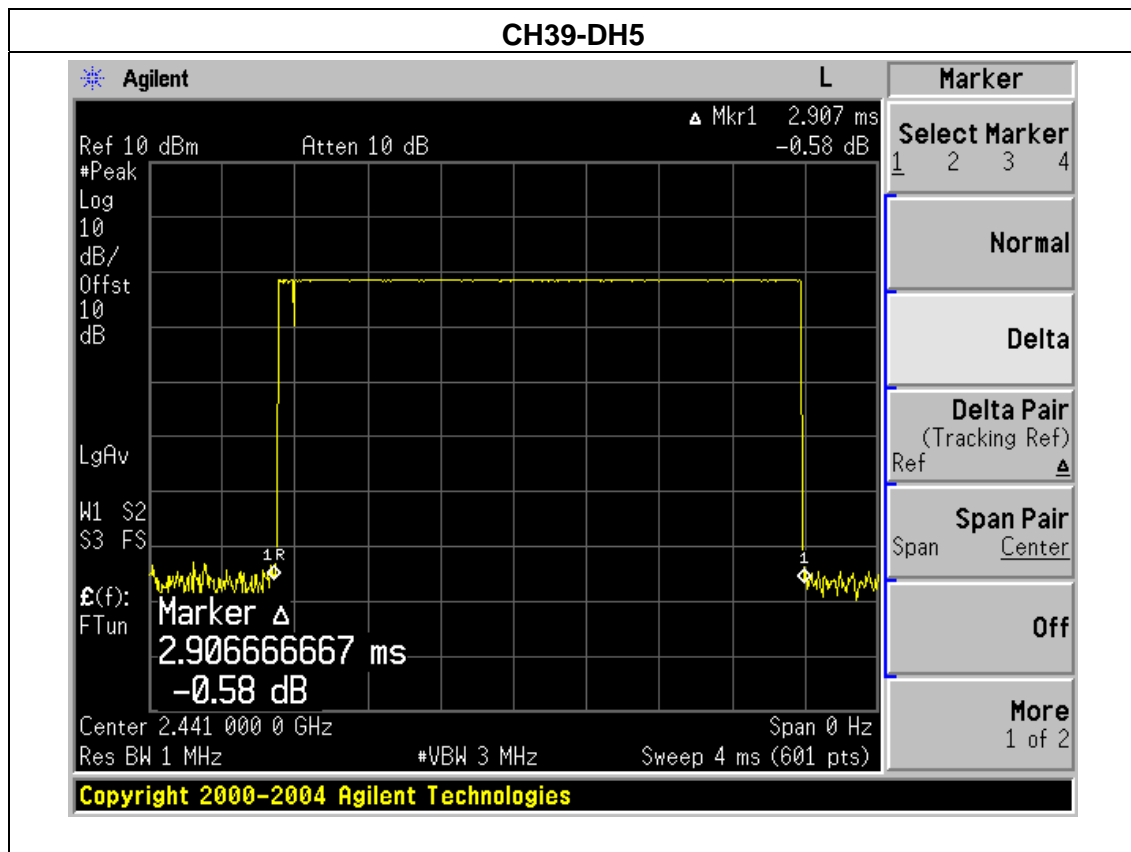 CH39-DH5
Agilent L Marker
Δ Mkr1 2.907 ms
Ref 10 dBm Atten 10 dB -0.58 dB
#Peak
Log
10
dB/
Offst
10
dB
LgAv
W1 S2
S3 FS
£(f):
FTun
1R
1
Marker Δ
2.906666667 ms
-0.58 dB
Center 2.441 000 0 GHz Span 0 Hz
Res BW 1 MHz #VBW 3 MHz Sweep 4 ms (601 pts)
Select Marker
1 2 3 4
Normal
Delta
Delta Pair
(Tracking Ref)
Ref Δ
Span Pair
Span Center
Off
More
1 of 2
Copyright 2000-2004 Agilent Technologies